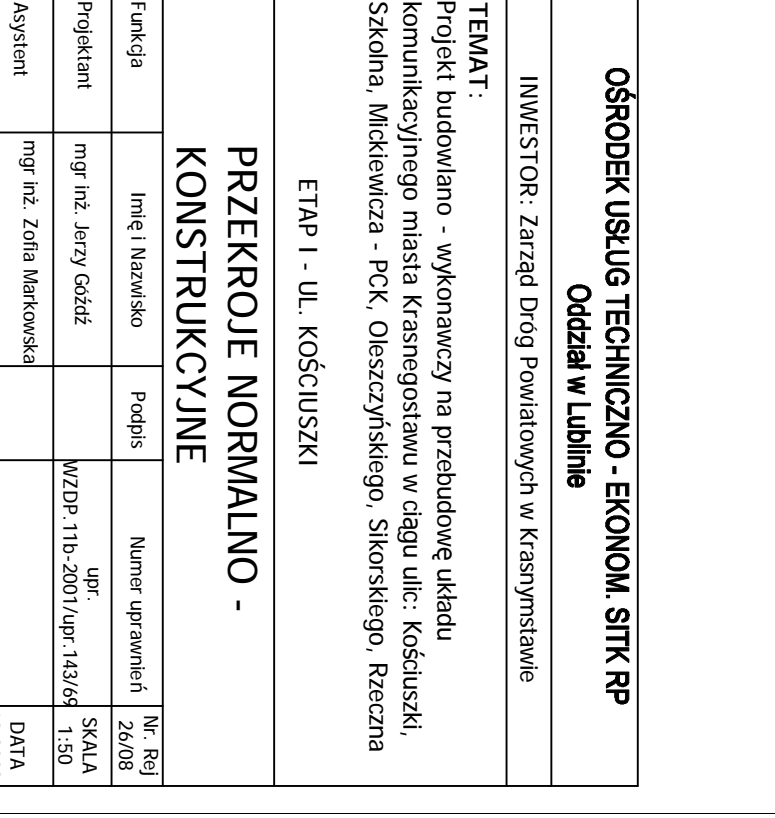 OŚRODEK USŁUG TECHNICZNO - EKONOM. SITK RP
Oddział w Lublinie
INWESTOR: Zarząd Dróg Powiatowych w Krasnymstawie
TEMAT:
Projekt budowlano - wykonawczy na przebudowę układu
komunikacyjnego miasta Krasnegostawu w ciągu ulic: Kościuszki,
Szkolna, Mickiewicza - PCK, Oleszczyńskiego, Sikorskiego, Rzeczna
ETAP I - UL. KOŚCIUSZKI
PRZEKROJE NORMALNO -
KONSTRUKCYJNE
Funkcja Imię i Nazwisko Podpis Numer uprawnień Nr. Rej
26/08
Projektant mgr inż. Jerzy Góźdź upr.
WZDP.11b-2001/upr.143/69 SKALA
1:50
Asystent mgr inż. Zofia Markowska DATA